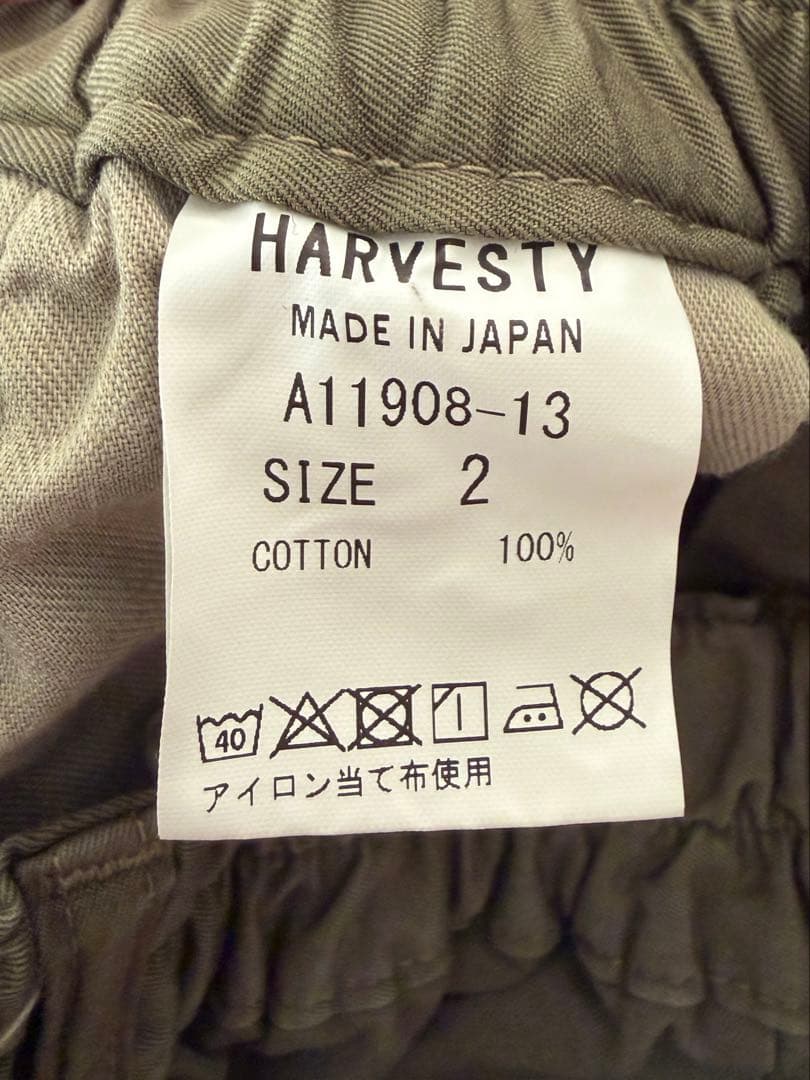 HARVESTY
MADE IN JAPAN
A11908-13
SIZE 2
COTTON 100%
40
アイロン当て布使用